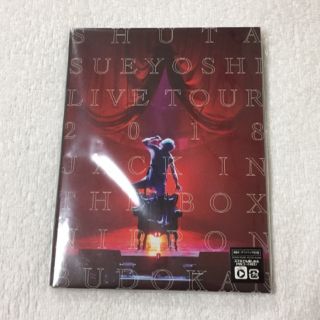 SHUTA
SUEYOSHI
LIVE TOUR
2018
JACK IN
THE BOX
NIPPON
BUDOKAN